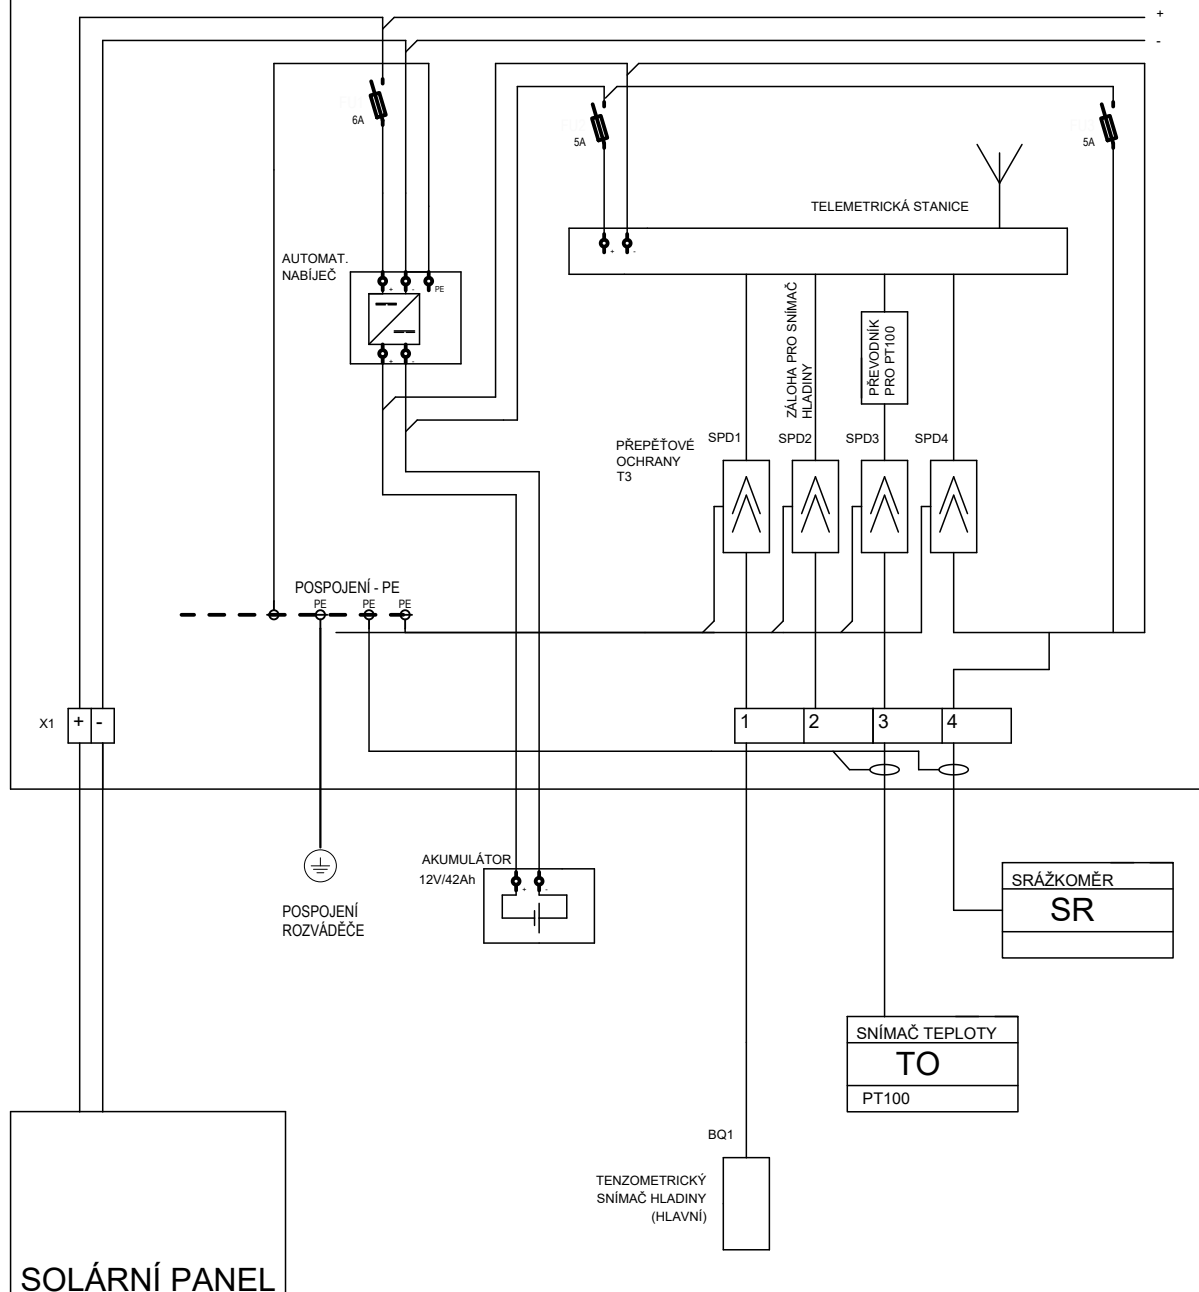 +
-
6A
5A
5A
TELEMETRICKÁ STANICE
+
-
AUTOMAT.
NABÍJEČ
+
-
PE
+
-
ZÁLOHA PRO SNÍMAČ
HLADINY
PŘEVODNÍK
PRO PT100
PŘEPĚŤOVÉ
OCHRANY
T3
SPD1
SPD2
SPD3
SPD4
POSPOJENÍ - PE
PE
PE
PE
X1
+
-
1
2
3
4
AKUMULÁTOR
12V/42Ah
+
-
POSPOJENÍ
ROZVÁDĚČE
SRÁŽKOMĚR
SR
SNÍMAČ TEPLOTY
TO
PT100
BQ1
TENZOMETRICKÝ
SNÍMAČ HLADINY
(HLAVNÍ)
SOLÁRNÍ PANEL